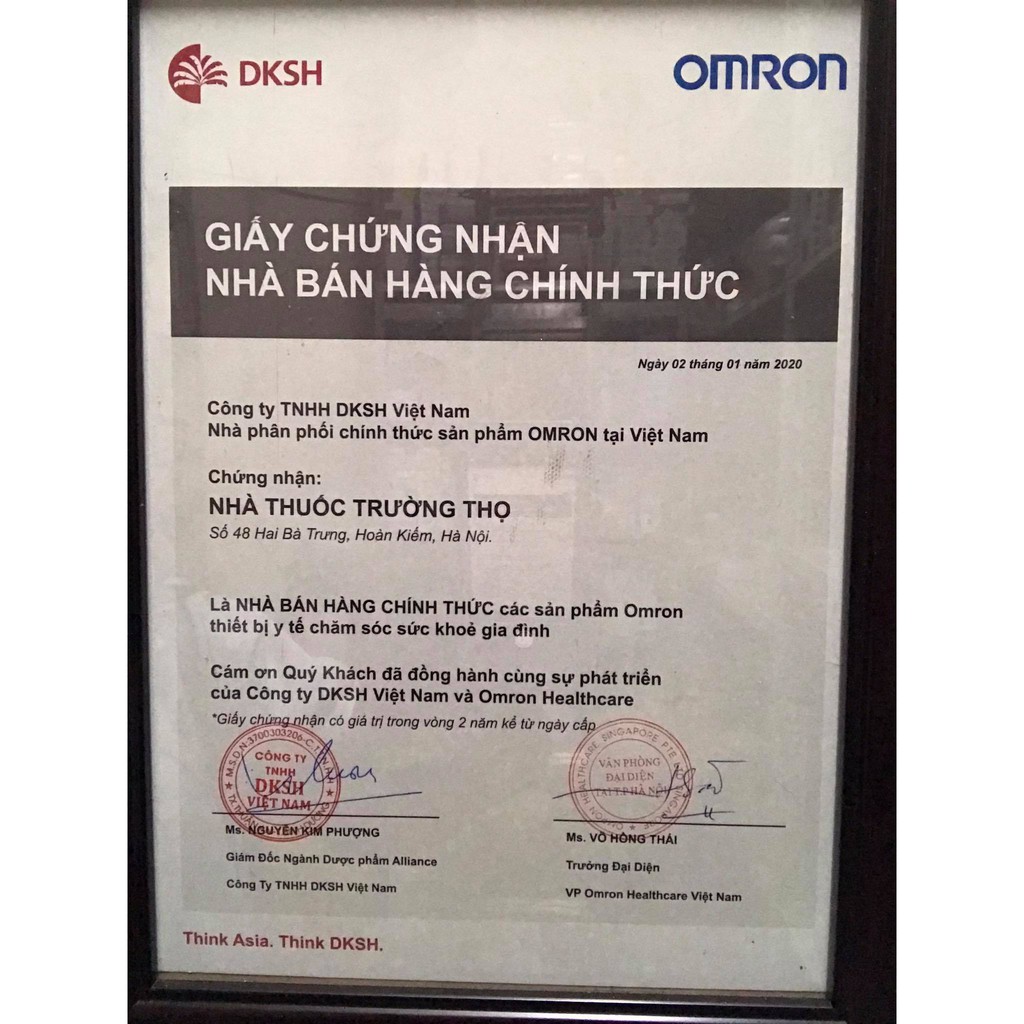 DKSH
OMRON
GIẤY CHỨNG NHẬN
NHÀ BÁN HÀNG CHÍNH THỨC
Ngày 02 tháng 01 năm 2020
Công ty TNHH DKSH Việt Nam
Nhà phân phối chính thức sản phẩm OMRON tại Việt Nam
Chứng nhận:
NHÀ THUỐC TRƯỜNG THỌ
Số 48 Hai Bà Trưng, Hoàn Kiếm, Hà Nội.
Là NHÀ BÁN HÀNG CHÍNH THỨC các sản phẩm Omron
thiết bị y tế chăm sóc sức khoẻ gia đình
Cám ơn Quý Khách đã đồng hành cùng sự phát triển
của Công ty DKSH Việt Nam và Omron Healthcare
*Giấy chứng nhận có giá trị trong vòng 2 năm kể từ ngày cấp
M.S.D.N:3700303206-C.T.
CÔNG TY
TNHH
DKSH
VIỆT NAM
HEALTHCARE SINGAPORE PTE
VĂN PHÒNG
ĐẠI DIỆN
TẠI T.P HÀ NỘI
Ms. NGUYỄN KIM PHƯỢNG
Giám Đốc Ngành Dược phẩm Alliance
Công Ty TNHH DKSH Việt Nam
Ms. VÕ HỒNG THÁI
Trưởng Đại Diện
VP Omron Healthcare Việt Nam
Think Asia. Think DKSH.